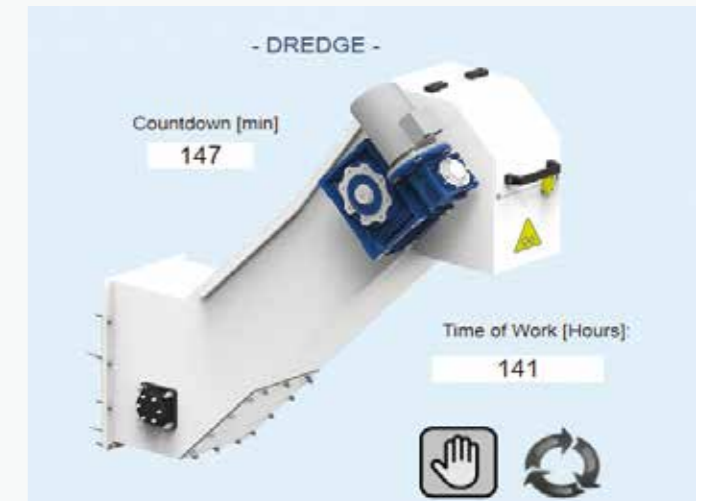 - DREDGE -
Countdown [min]
147
Time of Work [Hours]:
141